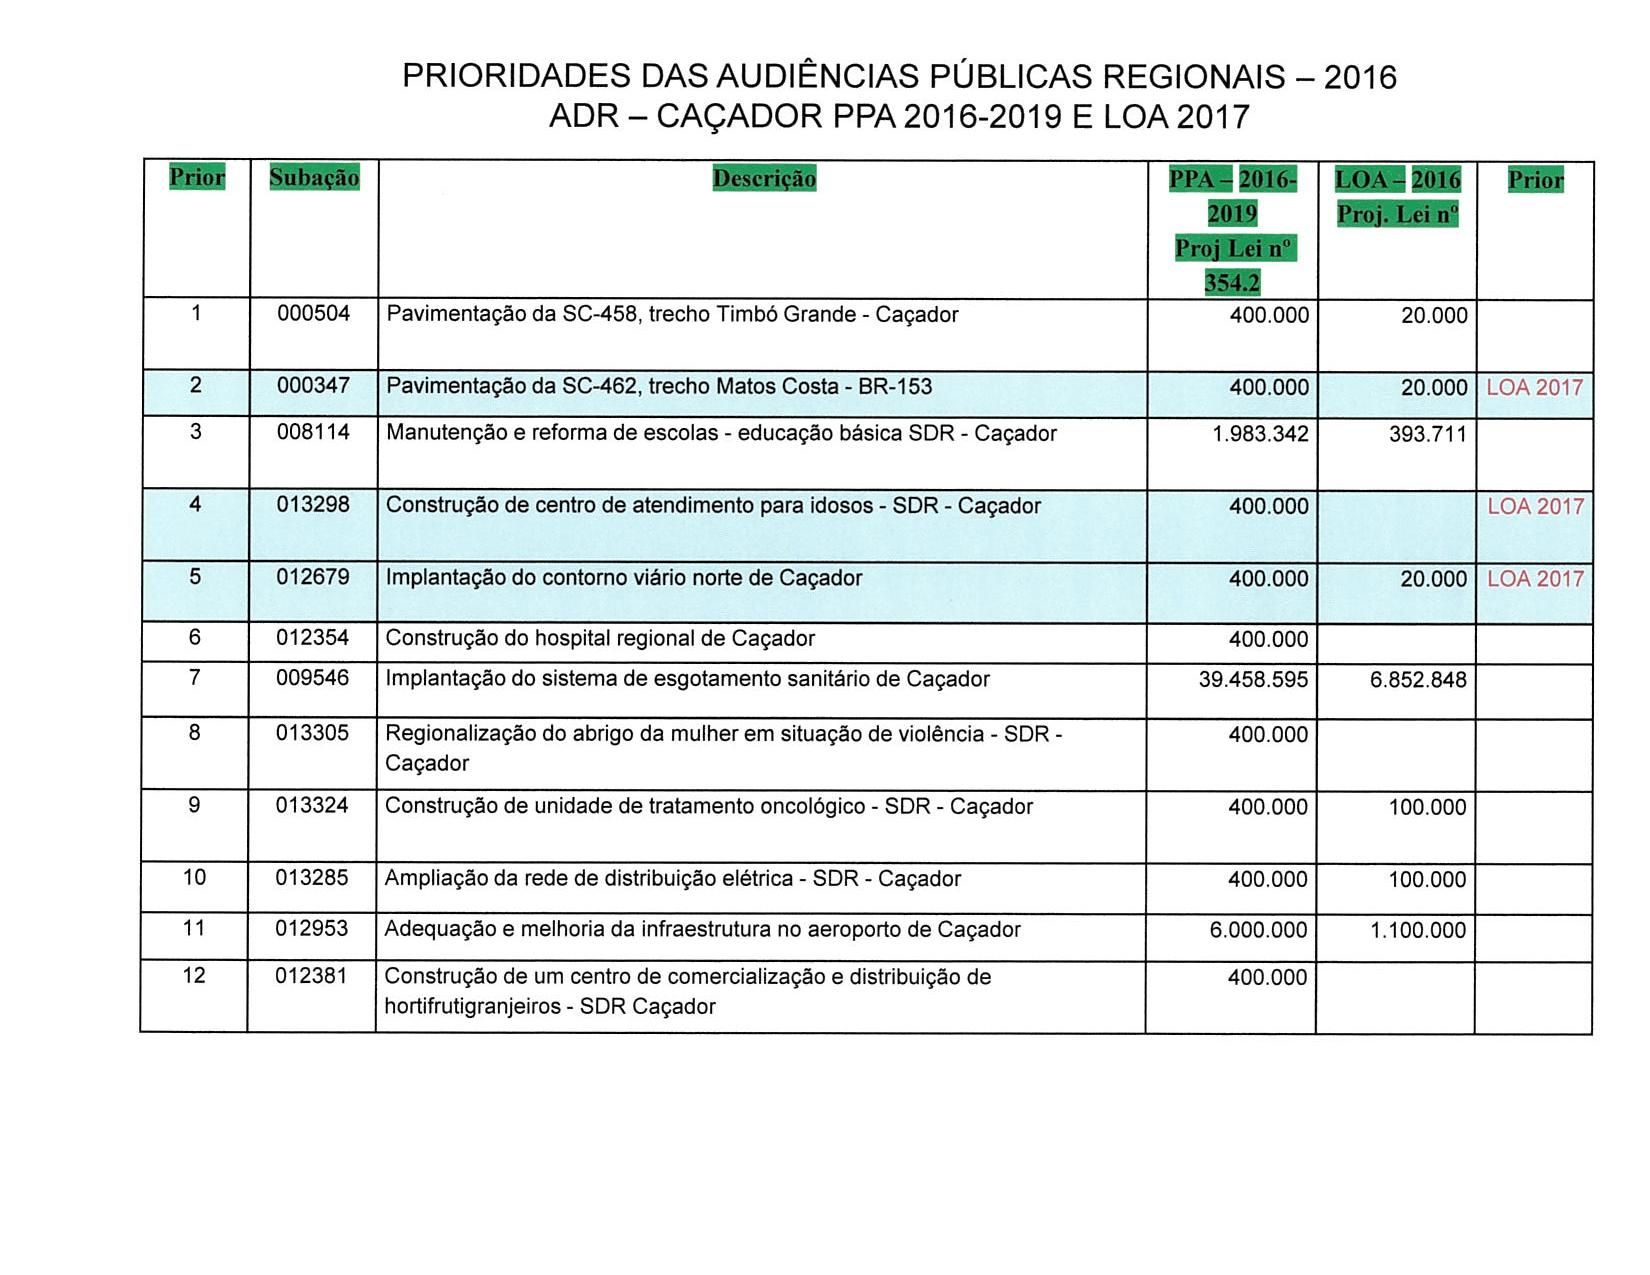 PRIORIDADES DAS AUDIÊNCIAS PÚBLICAS REGIONAIS – 2016
ADR – CAÇADOR PPA 2016-2019 E LOA 2017
Prior Subação Descrição PPA – 2016- LOA – 2016 Prior
2019 Proj. Lei nº
Proj Lei nº
354.2
1 000504 Pavimentação da SC-458, trecho Timbó Grande - Caçador 400.000 20.000
2 000347 Pavimentação da SC-462, trecho Matos Costa - BR-153 400.000 20.000 LOA 2017
3 008114 Manutenção e reforma de escolas - educação básica SDR - Caçador 1.983.342 393.711
4 013298 Construção de centro de atendimento para idosos - SDR - Caçador 400.000 LOA 2017
5 012679 Implantação do contorno viário norte de Caçador 400.000 20.000 LOA 2017
6 012354 Construção do hospital regional de Caçador 400.000
7 009546 Implantação do sistema de esgotamento sanitário de Caçador 39.458.595 6.852.848
8 013305 Regionalização do abrigo da mulher em situação de violência - SDR - 400.000
Caçador
9 013324 Construção de unidade de tratamento oncológico - SDR - Caçador 400.000 100.000
10 013285 Ampliação da rede de distribuição elétrica - SDR - Caçador 400.000 100.000
11 012953 Adequação e melhoria da infraestrutura no aeroporto de Caçador 6.000.000 1.100.000
12 012381 Construção de um centro de comercialização e distribuição de 400.000
hortifrutigranjeiros - SDR Caçador